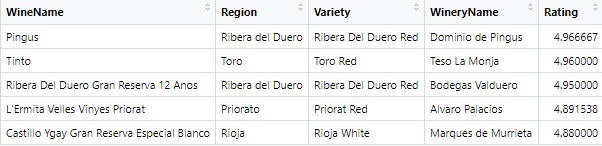 WineName Region Variety WineryName Rating
Pingus Ribera del Duero Ribera Del Duero Red Dominio de Pingus 4.966667
Tinto Toro Toro Red Teso La Monja 4.960000
Ribera Del Duero Gran Reserva 12 Anos Ribera del Duero Ribera Del Duero Red Bodegas Valduero 4.950000
L'Ermita Velles Vinyes Priorat Priorato Priorat Red Alvaro Palacios 4.891538
Castillo Ygay Gran Reserva Especial Blanco Rioja Rioja White Marques de Murrieta 4.880000